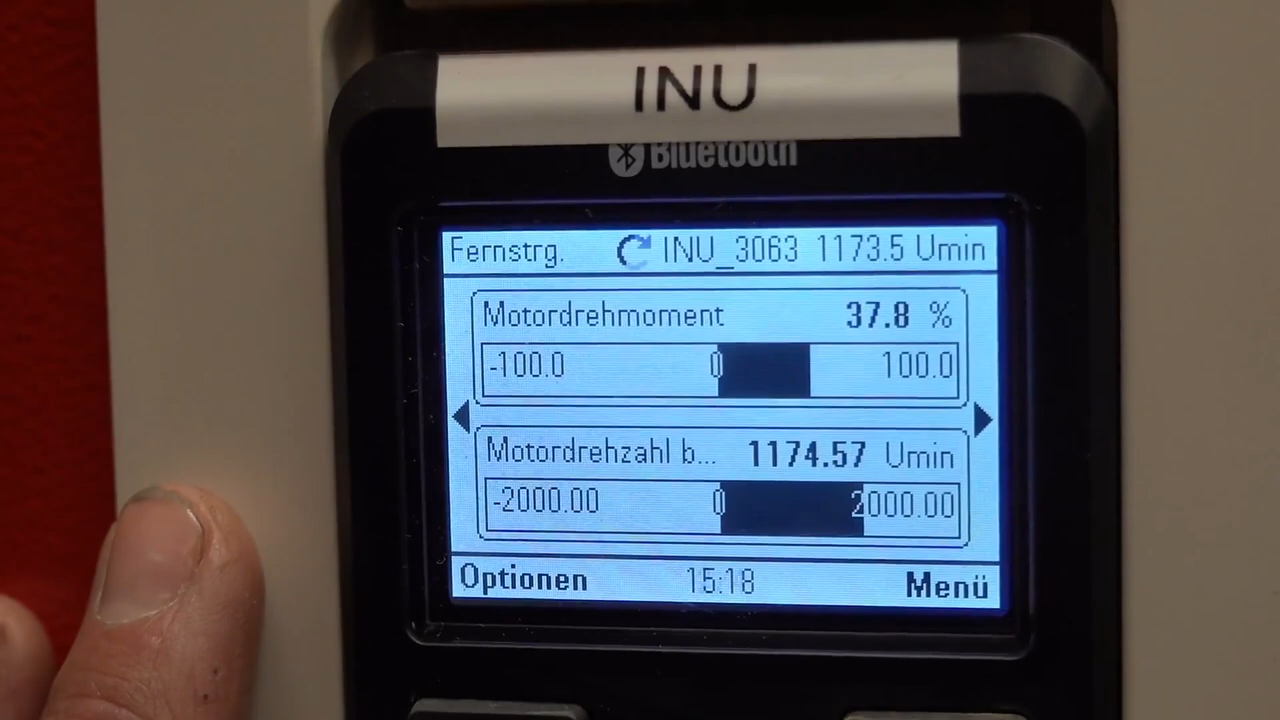 INU
Bluetooth
Fernstrg. INU_3063 1173.5 Umin
Motordrehmoment 37.8 %
-100.0 0 100.0
Motordrehzahl b... 1174.57 Umin
-2000.00 0 2000.00
Optionen 15:18 Menü